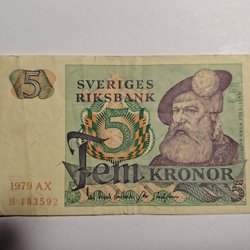 5
SVERIGES
RIKSBANK
5
Fem KRONOR
1979 AX
B 183592
5